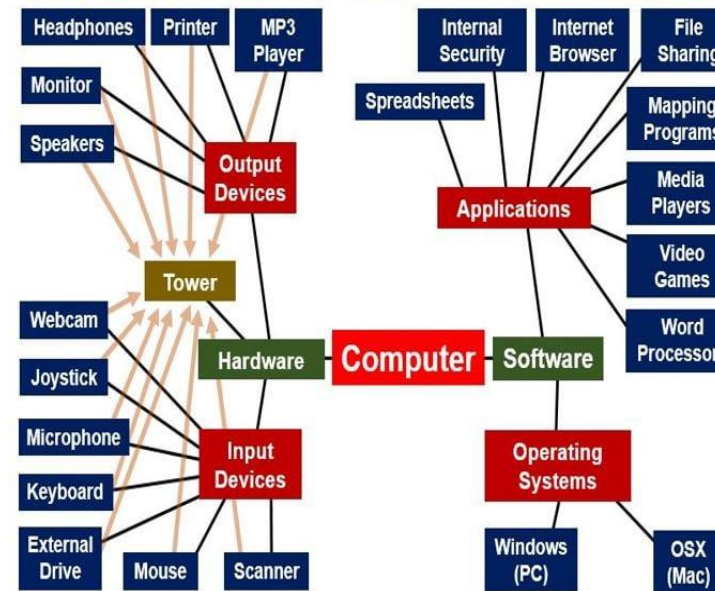 Headphones
Printer
MP3
Player
Monitor
Speakers
Output
Devices
Tower
Webcam
Joystick
Microphone
Keyboard
External
Drive
Mouse
Scanner
Input
Devices
Hardware
Computer
Software
Internal
Security
Internet
Browser
File
Sharing
Spreadsheets
Mapping
Programs
Media
Players
Applications
Video
Games
Word
Processor
Operating
Systems
Windows
(PC)
OSX
(Mac)